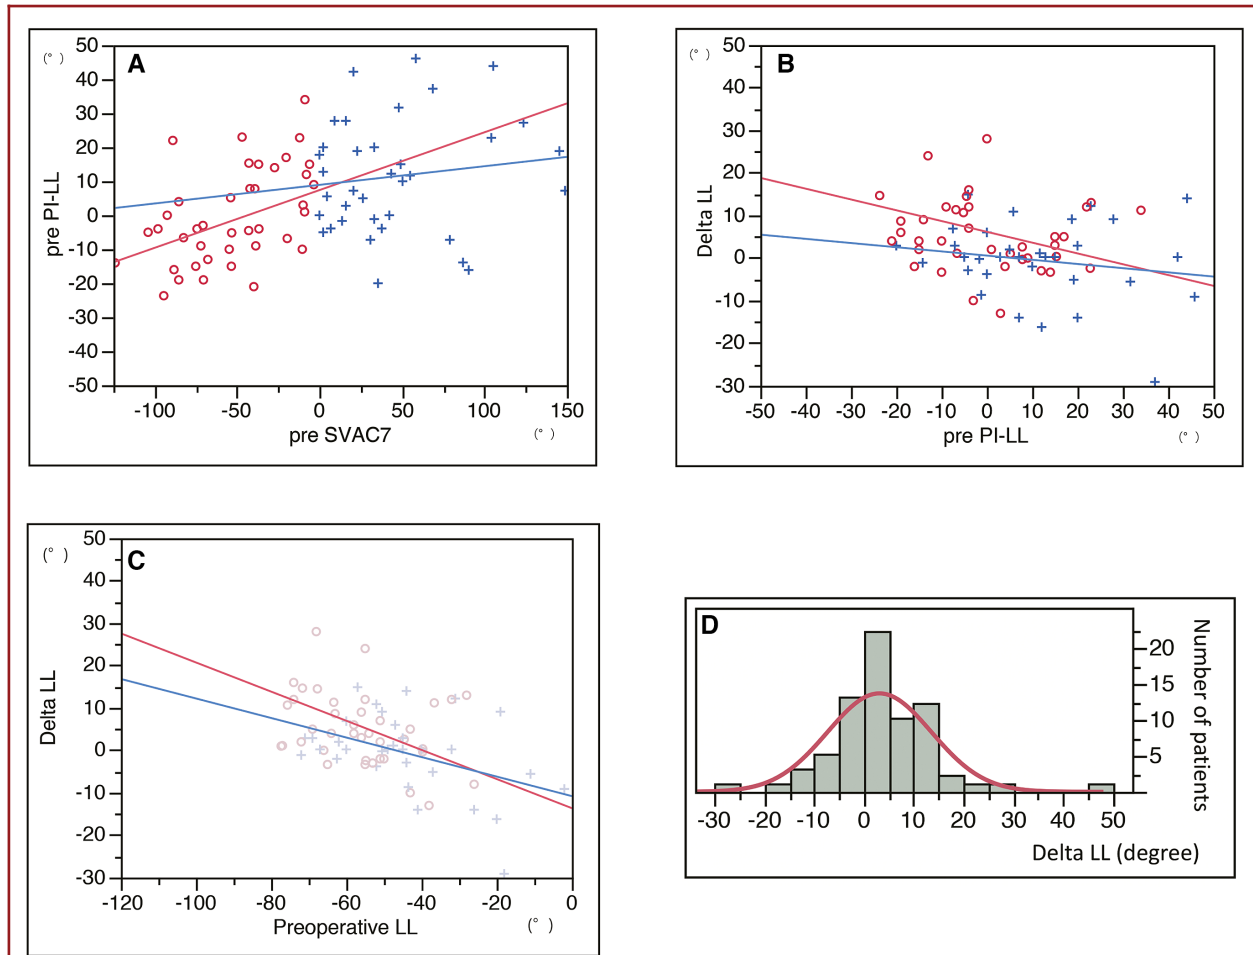 (°)
A
50
40
30
20
10
0
-10
-20
-30
-40
-50
pre PI-LL
-100 -50 0 50 100 150
pre SVAC7 (°)
(°)
B
50
40
30
20
10
0
-10
-20
-30
Delta LL
-50 -40 -30 -20 -10 0 10 20 30 40 50
pre PI-LL (°)
(°)
C
50
40
30
20
10
0
-10
-20
-30
Delta LL
-120 -100 -80 -60 -40 -20 0
Preoperative LL (°)
D
20
15
10
5
Number of patients
-30 -20 -10 0 10 20 30 40 50
Delta LL (degree)